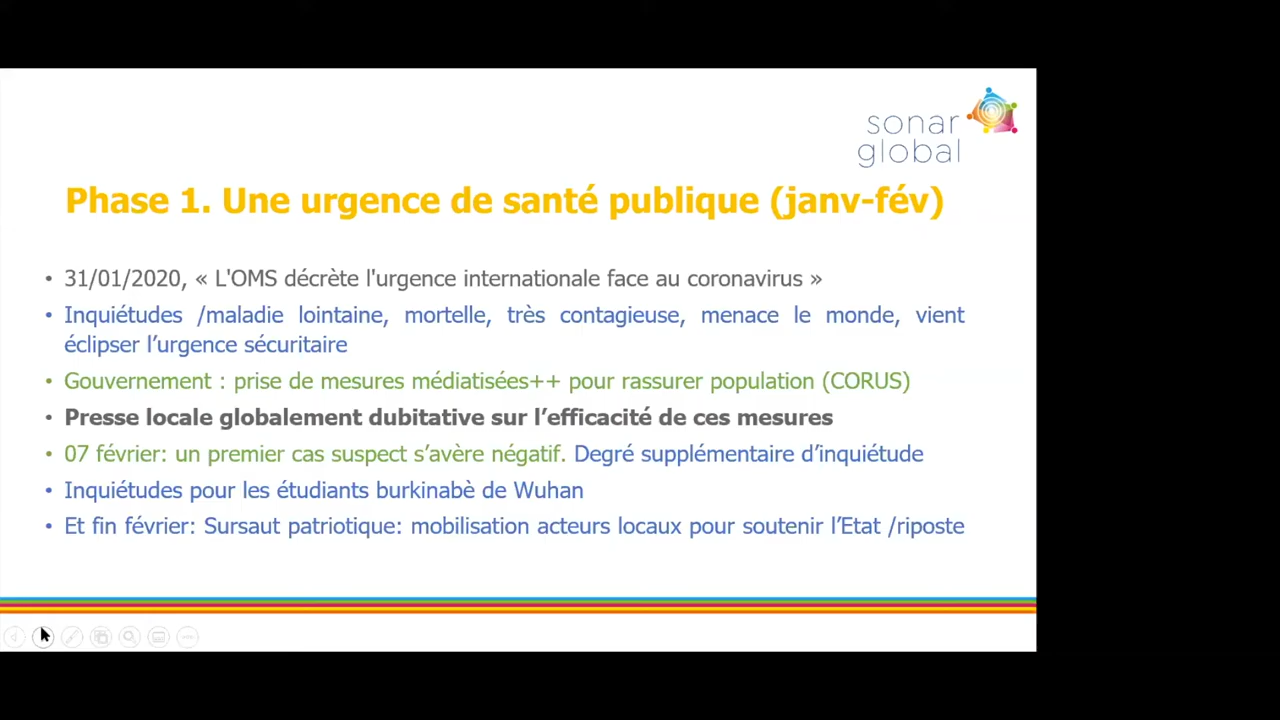 sonar
global
Phase 1. Une urgence de santé publique (janv-fév)
• 31/01/2020, « L'OMS décrète l'urgence internationale face au coronavirus »
• Inquiétudes /maladie lointaine, mortelle, très contagieuse, menace le monde, vient
éclipser l’urgence sécuritaire
• Gouvernement : prise de mesures médiatisées++ pour rassurer population (CORUS)
• Presse locale globalement dubitative sur l’efficacité de ces mesures
• 07 février: un premier cas suspect s’avère négatif. Degré supplémentaire d’inquiétude
• Inquiétudes pour les étudiants burkinabè de Wuhan
• Et fin février: Sursaut patriotique: mobilisation acteurs locaux pour soutenir l’Etat /riposte